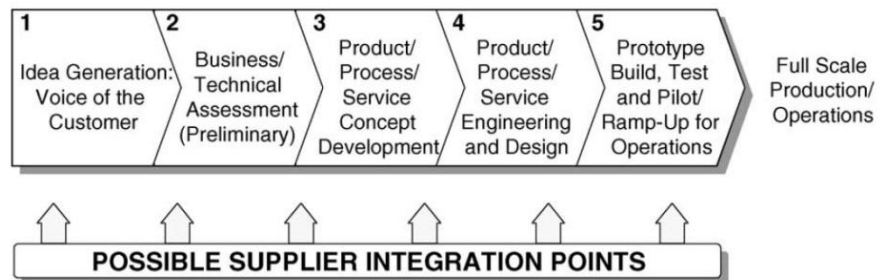 1
Idea Generation:
Voice of the
Customer
2
Business/
Technical
Assessment
(Preliminary)
3
Product/
Process/
Service
Concept
Development
4
Product/
Process/
Service
Engineering
and Design
5
Prototype
Build, Test
and Pilot/
Ramp-Up for
Operations
Full Scale
Production/
Operations
POSSIBLE SUPPLIER INTEGRATION POINTS